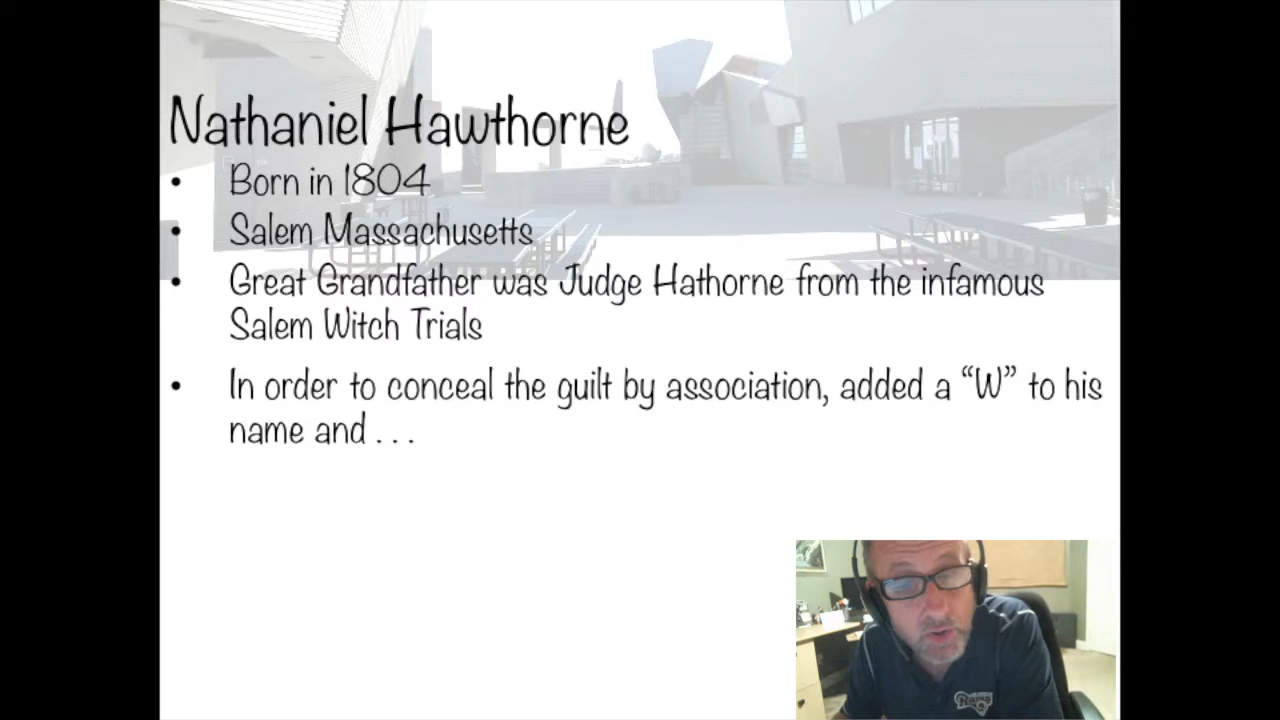 Nathaniel Hawthorne
• Born in 1804
• Salem Massachusetts
• Great Grandfather was Judge Hathorne from the infamous
Salem Witch Trials
• In order to conceal the guilt by association, added a “W” to his
name and . . .
Rams